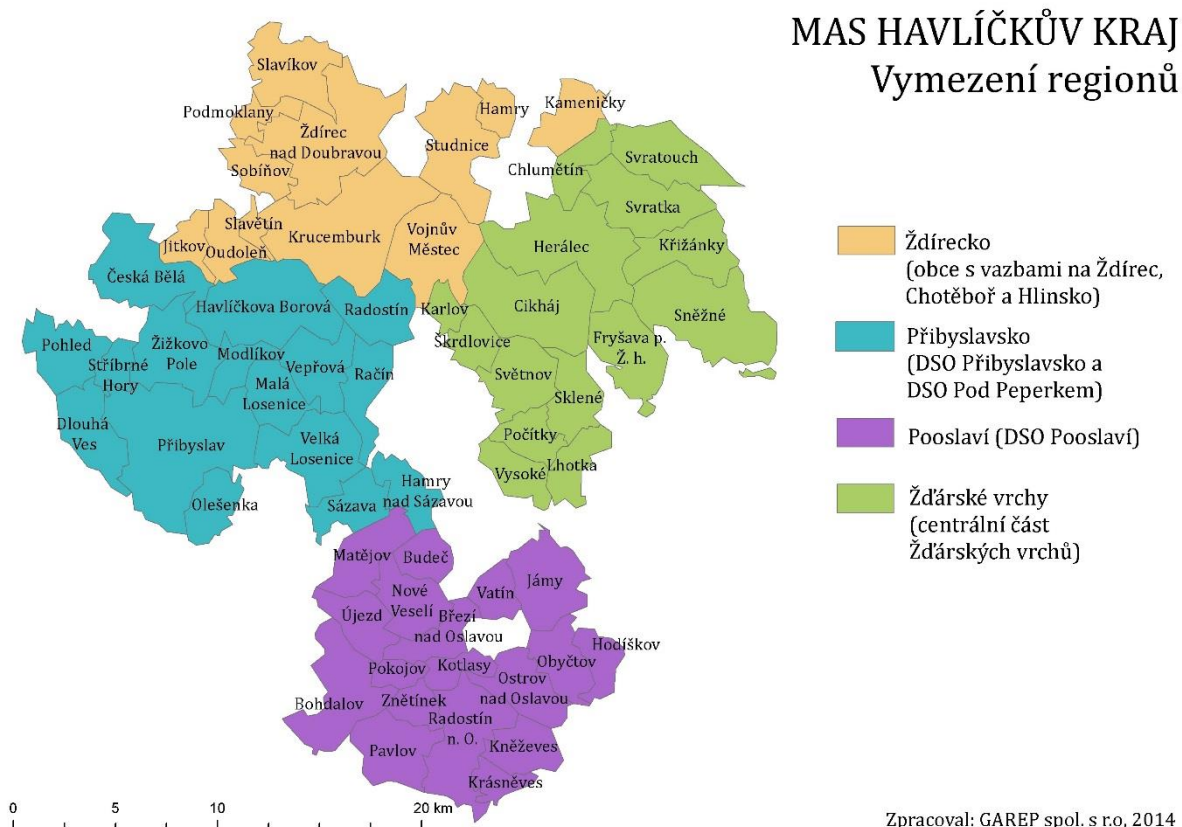 MAS HAVLÍČKŮV KRAJ
Vymezení regionů
Slavíkov
Podmoklany
Ždírec
nad Doubravou
Sobíňov
Studnice
Hamry
Kameničky
Chlumětín
Svratouch
Svratka
Slavětín
Jitkov
Oudoleň
Krucemburk
Vojnův
Městec
Herálec
Křižánky
Česká Bělá
Havlíčkova Borová
Radostín
Karlov
Cikháj
Sněžné
Pohled
Stříbrné
Hory
Žižkovo
Pole
Modlíkov
Vepřová
Račín
Škrdlovice
Fryšava p.
Ž. h.
Malá
Losenice
Světnov
Sklené
Dlouhá
Ves
Přibyslav
Velká
Losenice
Počítky
Vysoké
Lhotka
Olešenka
Sázava
Hamry
nad Sázavou
Matějov
Budeč
Nové
Veselí
Vatín
Jámy
Újezd
Březí
nad Oslavou
Hodíškov
Obyčtov
Pokojov
Kotlasy
Ostrov
nad Oslavou
Bohdalov
Znětínek
Radostín
n. O.
Pavlov
Kněževes
Krásněves
Ždírecko
(obce s vazbami na Ždírec,
Chotěboř a Hlinsko)
Přibyslavsko
(DSO Přibyslavsko a
DSO Pod Peperkem)
Pooslaví (DSO Pooslaví)
Žďárské vrchy
(centrální část
Žďárských vrchů)
0 5 10 20 km
Zpracoval: GAREP spol. s r.o, 2014